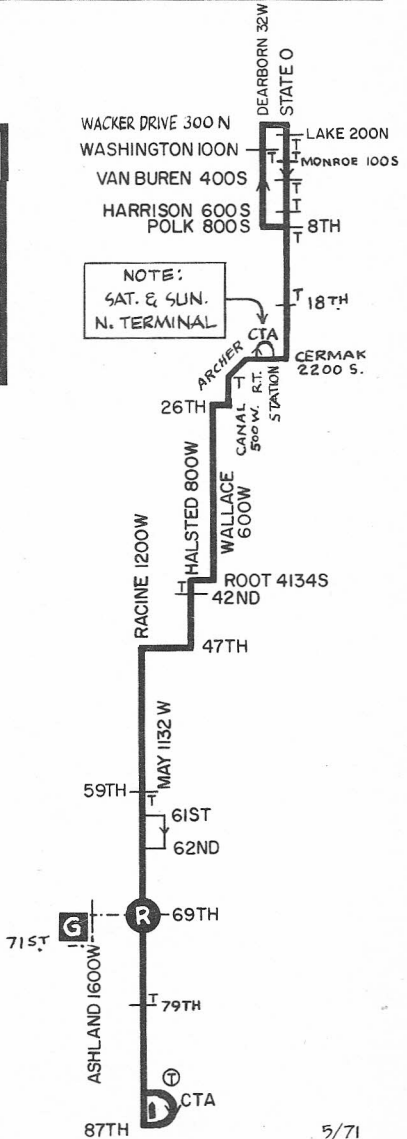 DEARBORN 32W
STATE 0
WACKER DRIVE 300 N
LAKE 200N
T
WASHINGTON 100N
T
T
MONROE 100S
VAN BUREN 400S
T
HARRISON 600S
T
POLK 800S
8TH
T
NOTE:
SAT. & SUN.
N. TERMINAL
T
18TH
CTA
R.T.
STATION
ARCHER
CERMAK
2200 S.
T
26TH
CANAL
500W.
HALSTED 800W
WALLACE
600W
ROOT 4134S
T
42ND
RACINE 1200W
47TH
MAY 1132 W
59TH
T
61ST
62ND
R
69TH
G
71ST.
ASHLAND 1600W
T
79TH
T
CTA
87TH
5/71